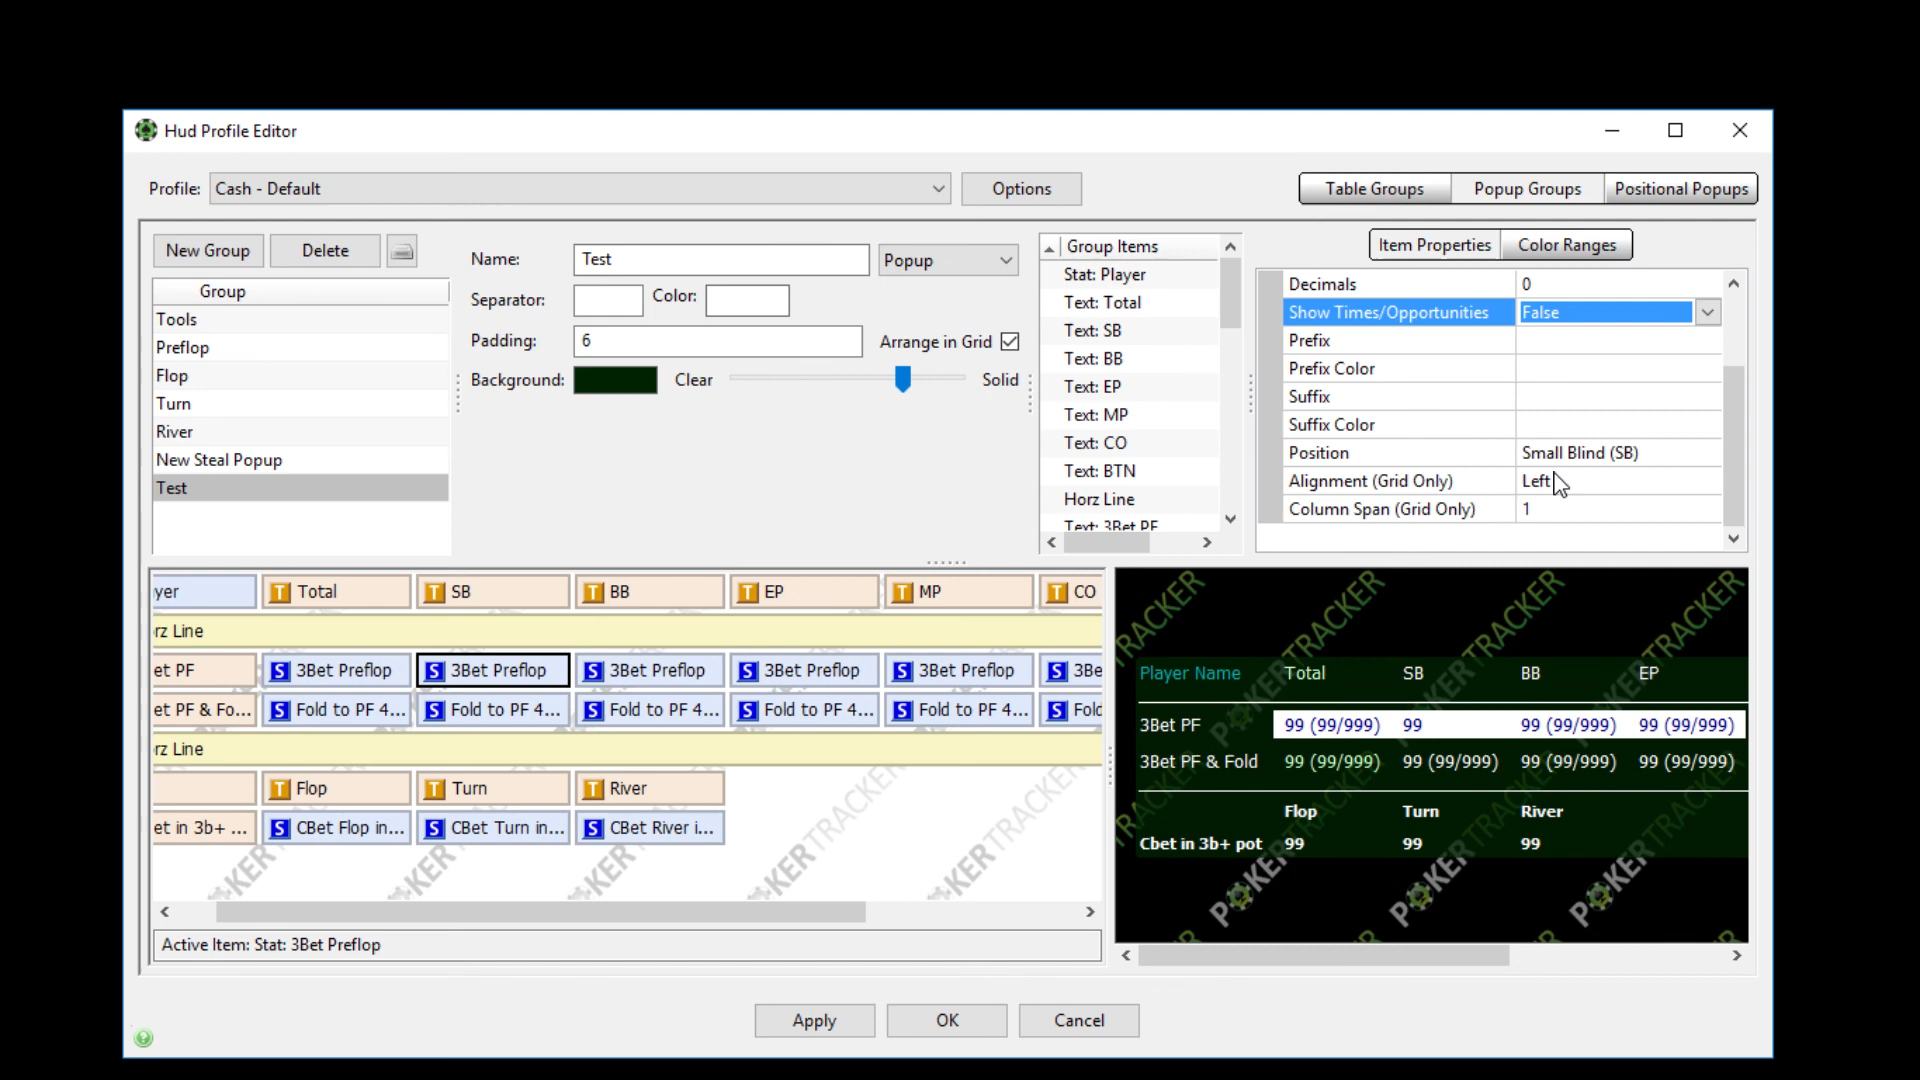 Hud Profile Editor
Profile: Cash - Default Options Table Groups Popup Groups Positional Popups
New Group Delete
Group
Tools
Preflop
Flop
Turn
River
New Steal Popup
Test
Name: Test Popup
Separator: Color:
Padding: 6 Arrange in Grid
Background: Clear Solid
Group Items
Stat: Player
Text: Total
Text: SB
Text: BB
Text: EP
Text: MP
Text: CO
Text: BTN
Horz Line
Text: 3Bet PF
Item Properties Color Ranges
Decimals 0
Show Times/Opportunities False
Prefix
Prefix Color
Suffix
Suffix Color
Position Small Blind (SB)
Alignment (Grid Only) Left
Column Span (Grid Only) 1
yer T Total T SB T BB T EP T MP T CO
rz Line
et PF S 3Bet Preflop S 3Bet Preflop S 3Bet Preflop S 3Bet Preflop S 3Bet Preflop S 3Be
et PF & Fo... S Fold to PF 4... S Fold to PF 4... S Fold to PF 4... S Fold to PF 4... S Fold to PF 4... S Fold
rz Line
T Flop T Turn T River
et in 3b+ ... S CBet Flop in... S CBet Turn in... S CBet River i...
Active Item: Stat: 3Bet Preflop
Player Name Total SB BB EP
3Bet PF 99 (99/999) 99 99 (99/999) 99 (99/999)
3Bet PF & Fold 99 (99/999) 99 (99/999) 99 (99/999) 99 (99/999)
Flop Turn River
Cbet in 3b+ pot 99 99 99
POKERTRACKER
Apply OK Cancel